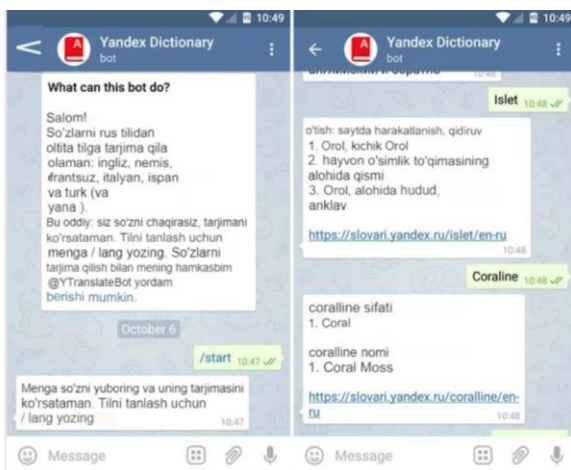 10:49
Yandex Dictionary
bot
What can this bot do?
Salom!
So'zlarni rus tilidan
oltita tilga tarjima qila
olaman: ingliz, nemis,
frantsuz, italyan, ispan
va turk (va
yana ).
Bu oddiy: siz so'zni chaqirasiz, tarjimani
ko'rsataman. Tilni tanlash uchun
menga / lang yozing. So'zlarni
tarjima qilish bilan mening hamkasbim
@YTranslateBot yordam
berishi mumkin.
October 6
/start 10:47
Menga so'zni yuboring va uning tarjimasini
ko'rsataman. Tilni tanlash uchun
/ lang yozing 10:47
Message
10:49
Yandex Dictionary
bot
10:48
Islet 10:48
o'tish: saytda harakatlanish, qidiruv
1. Orol, kichik Orol
2. hayvon o'simlik to'qimasining
alohida qismi
3. Orol, alohida hudud,
anklav
https://slovari.yandex.ru/islet/en-ru
10:48
Coraline 10:48
coralline sifati
1. Coral
coralline nomi
1. Coral Moss
https://slovari.yandex.ru/coralline/en-
ru 10:48
Message